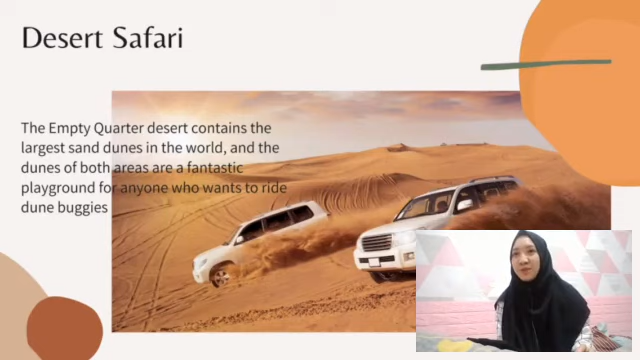 Desert Safari
The Empty Quarter desert contains the
largest sand dunes in the world, and the
dunes of both areas are a fantastic
playground for anyone who wants to ride
dune buggies